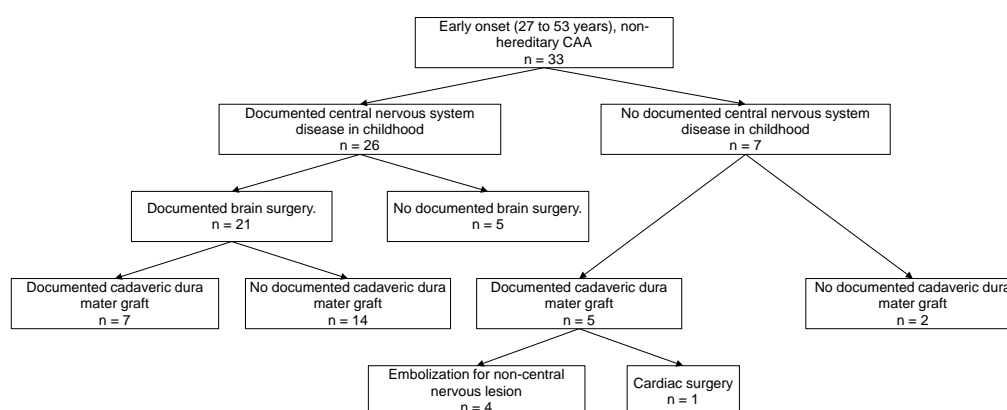 Early onset (27 to 53 years), non-
hereditary CAA
n = 33
Documented central nervous system
disease in childhood
n = 26
No documented central nervous system
disease in childhood
n = 7
Documented brain surgery.
n = 21
No documented brain surgery.
n = 5
Documented cadaveric dura
mater graft
n = 7
No documented cadaveric dura
mater graft
n = 14
Documented cadaveric dura
mater graft
n = 5
No documented cadaveric dura
mater graft
n = 2
Embolization for non-central
nervous lesion
n = 4
Cardiac surgery
n = 1